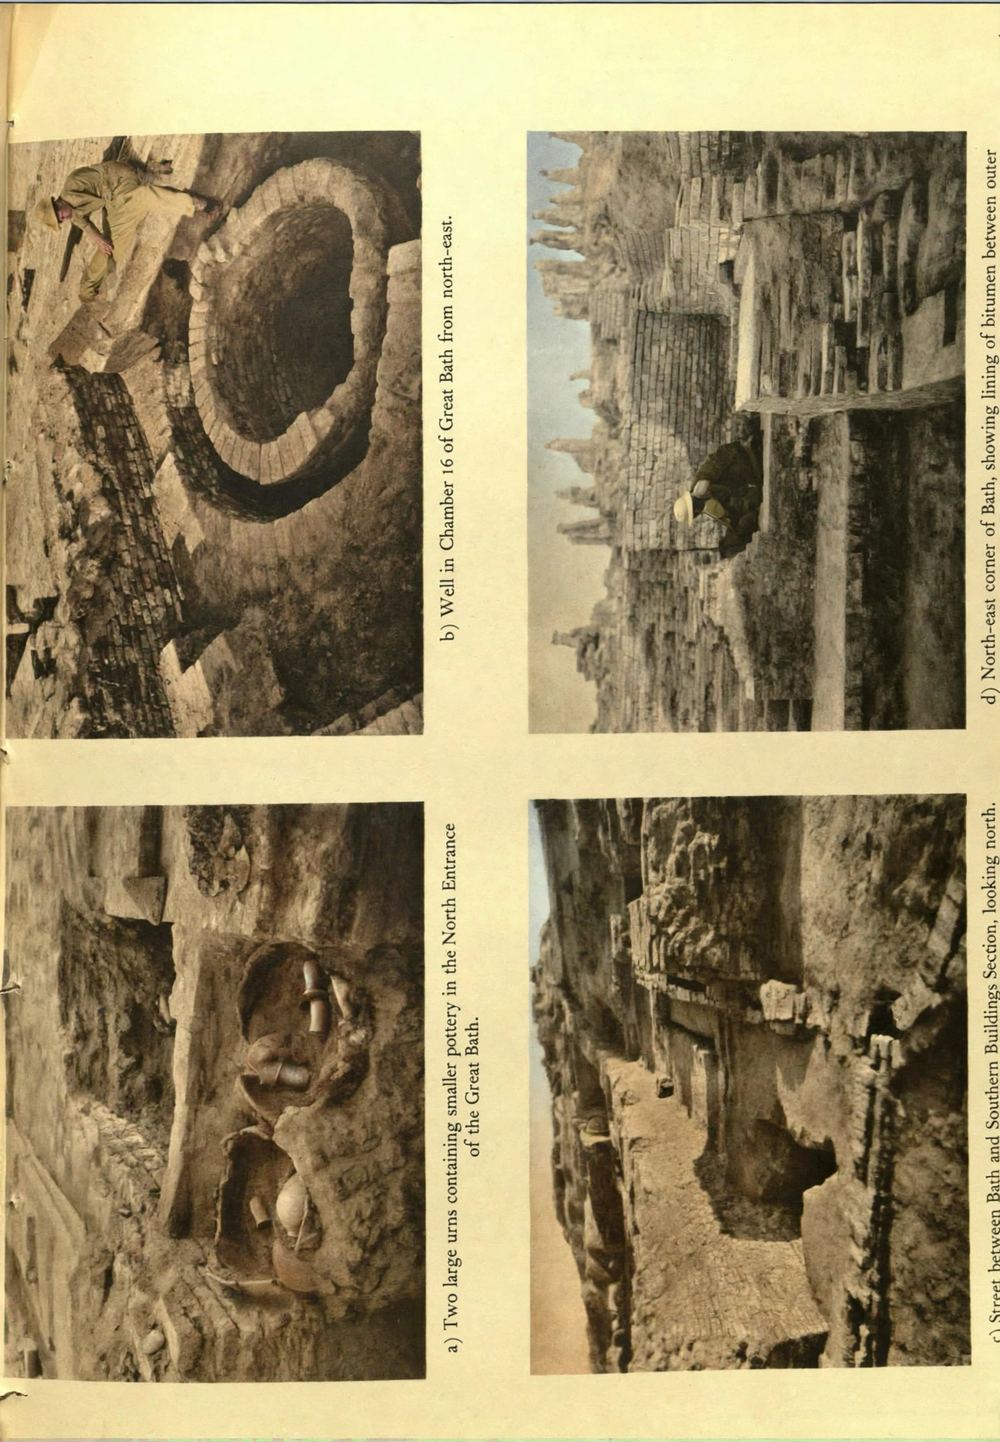 a) Two large urns containing smaller pottery in the North Entrance
of the Great Bath.
b) Well in Chamber 16 of Great Bath from north-east.
c) Street between Bath and Southern Buildings Section, looking north.
d) North-east corner of Bath, showing lining of bitumen between outer